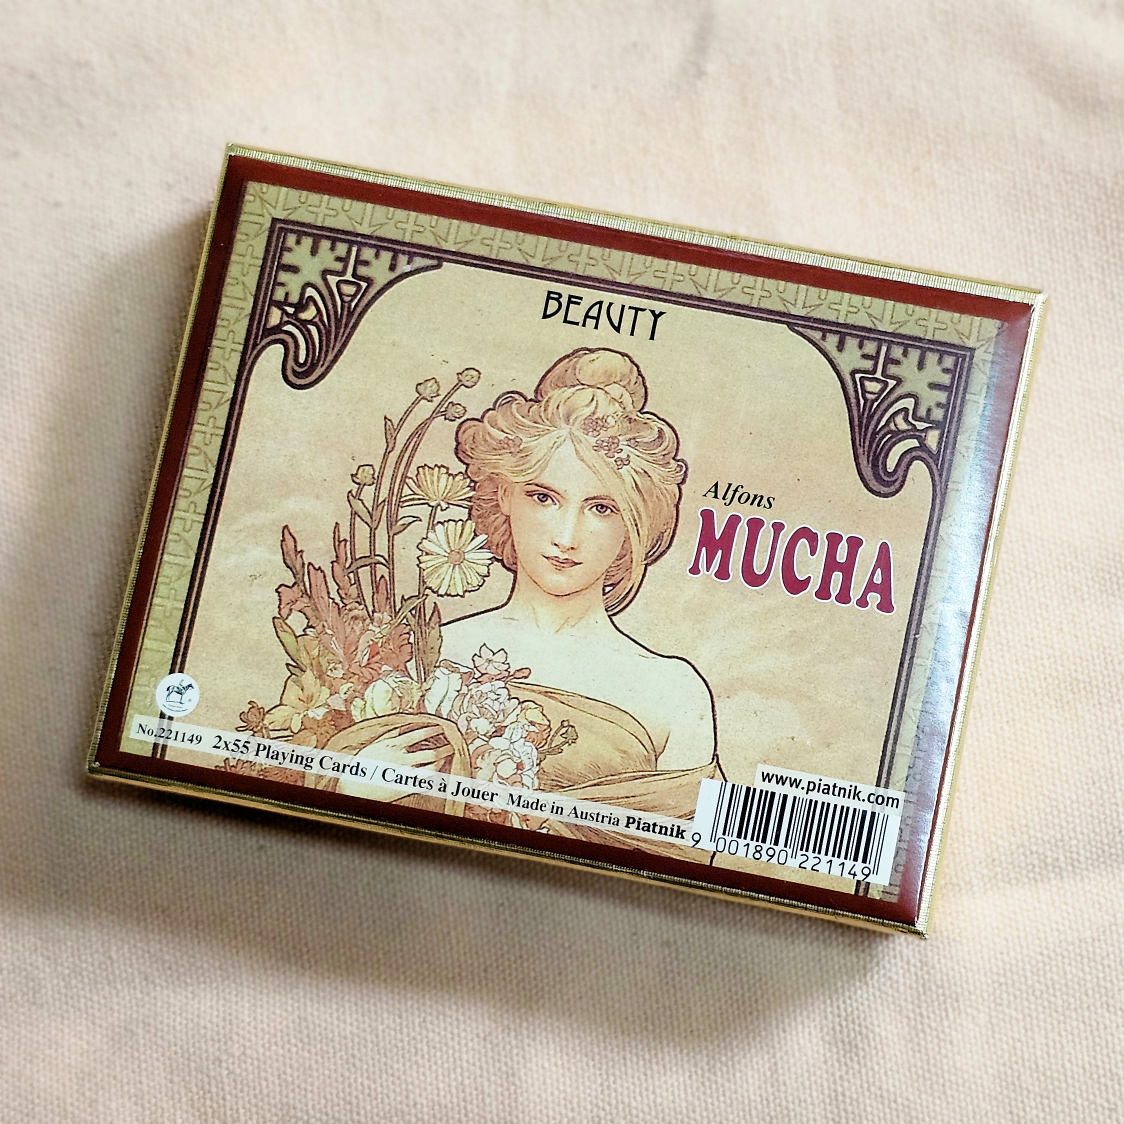 BEAUTY
Alfons
MUCHA
No.221149 2x55 Playing Cards / Cartes à Jouer Made in Austria Piatnik
www.piatnik.com
9 001890 221149